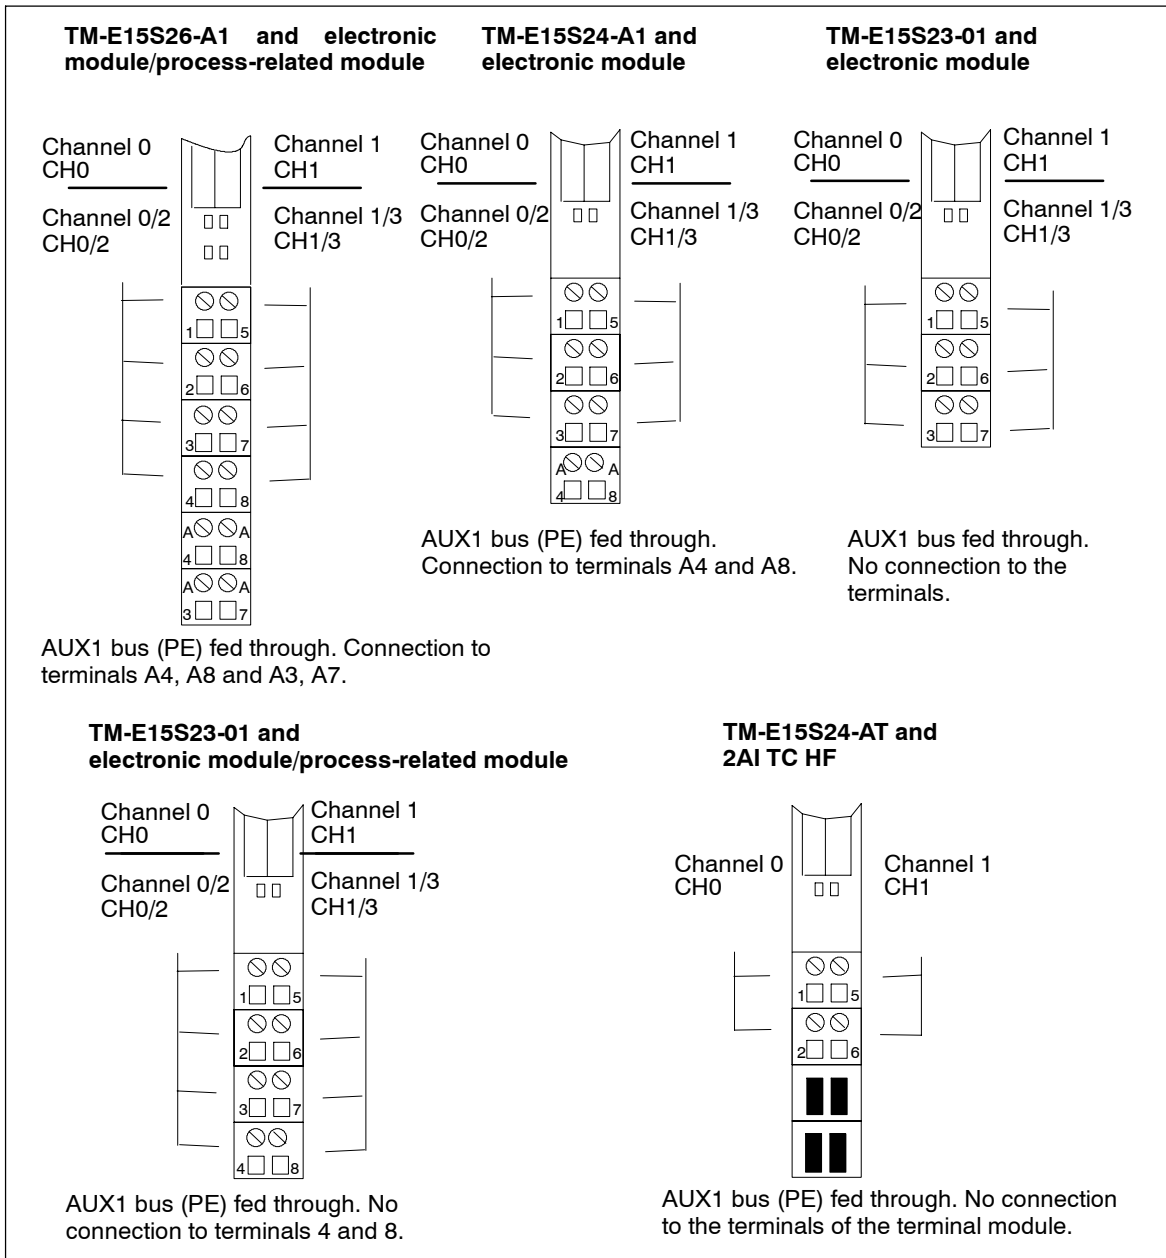 TM-E15S26-A1 and electronic
module/process-related module
Channel 0
CH0
Channel 1
CH1
Channel 0/2
CH0/2
Channel 1/3
CH1/3
1 5
2 6
3 7
4 8
A A
4 8
A A
3 7
AUX1 bus (PE) fed through. Connection to
terminals A4, A8 and A3, A7.
TM-E15S24-A1 and
electronic module
Channel 0
CH0
Channel 1
CH1
Channel 0/2
CH0/2
Channel 1/3
CH1/3
1 5
2 6
3 7
A A
4 8
AUX1 bus (PE) fed through.
Connection to terminals A4 and A8.
TM-E15S23-01 and
electronic module
Channel 0
CH0
Channel 1
CH1
Channel 0/2
CH0/2
Channel 1/3
CH1/3
1 5
2 6
3 7
AUX1 bus fed through.
No connection to the
terminals.
TM-E15S23-01 and
electronic module/process-related module
Channel 0
CH0
Channel 1
CH1
Channel 0/2
CH0/2
Channel 1/3
CH1/3
1 5
2 6
3 7
4 8
AUX1 bus (PE) fed through. No
connection to terminals 4 and 8.
TM-E15S24-AT and
2AI TC HF
Channel 0
CH0
Channel 1
CH1
1 5
2 6
AUX1 bus (PE) fed through. No connection
to the terminals of the terminal module.